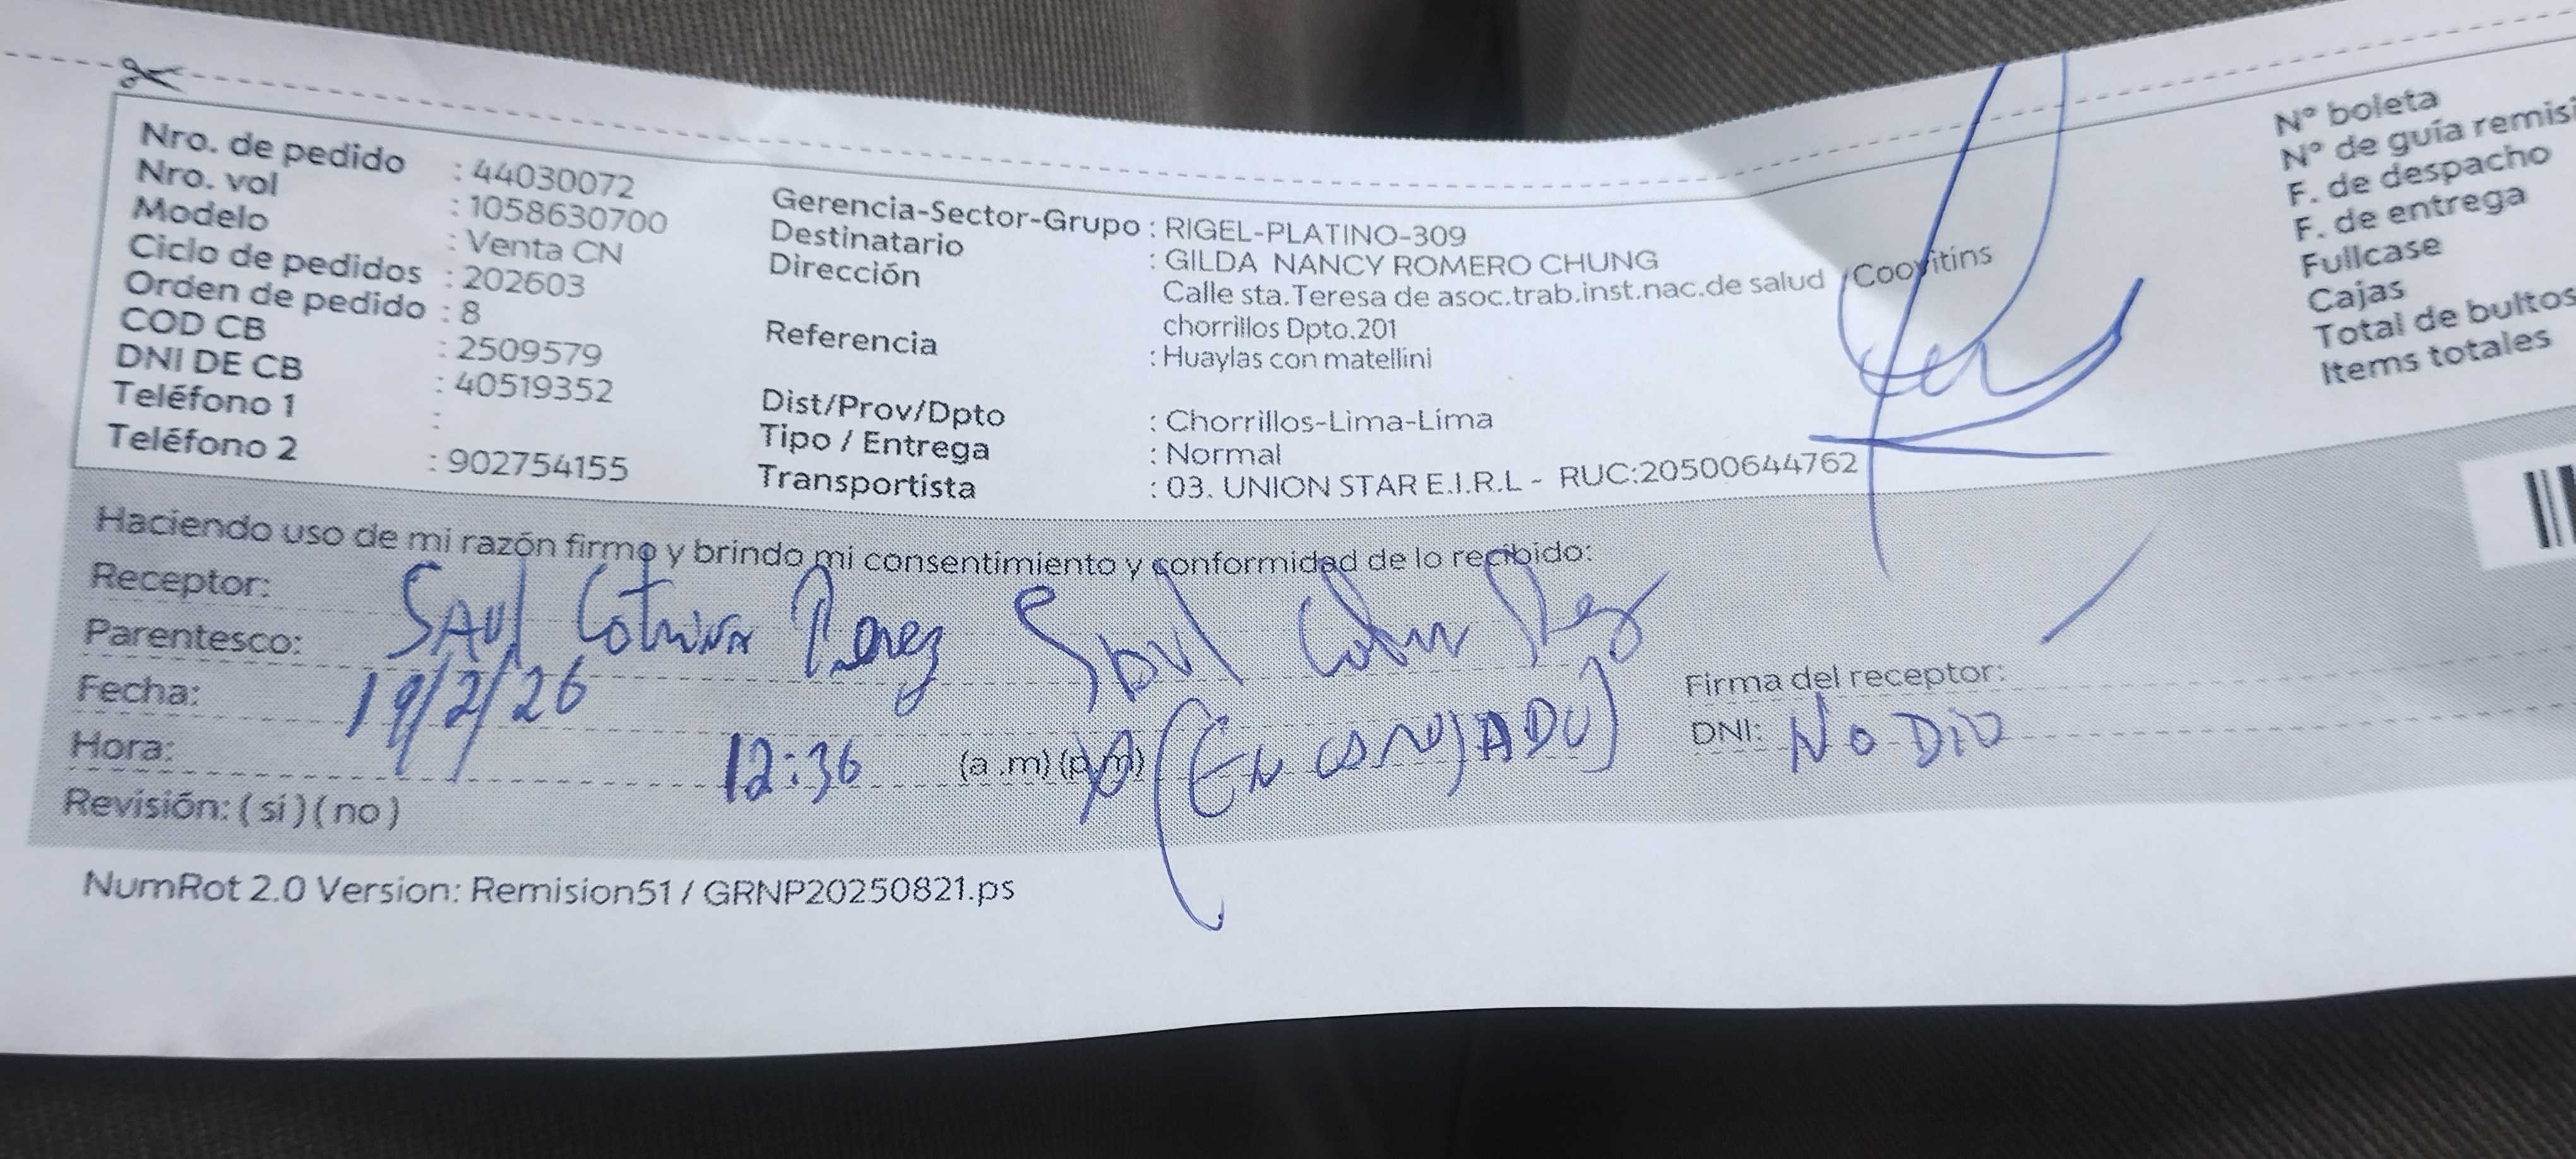 Nro. de pedido : 44030072
Nro. vol : 1058630700
Modelo : Venta CN
Ciclo de pedidos : 202603
Orden de pedido : 8
COD CB : 2509579
DNI DE CB : 40519352
Teléfono 1 :
Teléfono 2 : 902754155
Gerencia-Sector-Grupo : RIGEL-PLATINO-309
Destinatario : GILDA NANCY ROMERO CHUNG
Dirección : Calle sta.Teresa de asoc.trab.inst.nac.de salud /Coovitins
chorrillos Dpto.201
Referencia : Huaylas con matellini
Dist/Prov/Dpto : Chorrillos-Lima-Lima
Tipo / Entrega : Normal
Transportista : 03. UNION STAR E.I.R.L - RUC:20500644762
N° boleta
N° de guía
F. de despacho
F. de entrega
Fullcase
Cajas
Total de bultos
Items totales
Haciendo uso de mi razón firmo y brindo mi consentimiento y conformidad de lo recibido:
Receptor: SAUL Perez
Parentesco:
Fecha: 19/2/26
Hora: 12:36 (a .m) (p.m)
Revisión: ( si ) ( no )
Firma del receptor:
DNI: NO DIO
NumRot 2.0 Version: Remision51 / GRNP20250821.ps